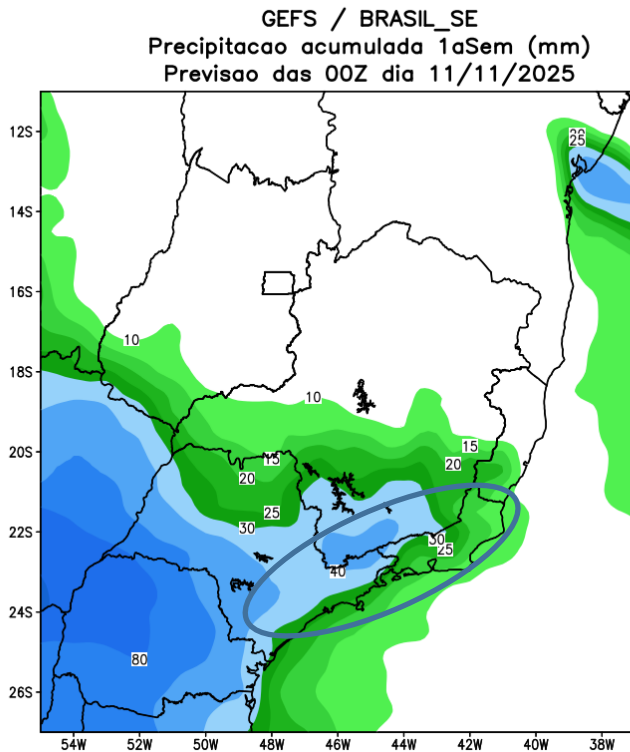 GEFS / BRASIL_SE
Precipitacao acumulada 1aSem (mm)
Previsao das 00Z dia 11/11/2025
12S
25
14S
16S
10
18S
10
20S
15
15
20
20
25
22S
30
30
25
40
24S
80
26S
54W 52W 50W 48W 46W 44W 42W 40W 38W